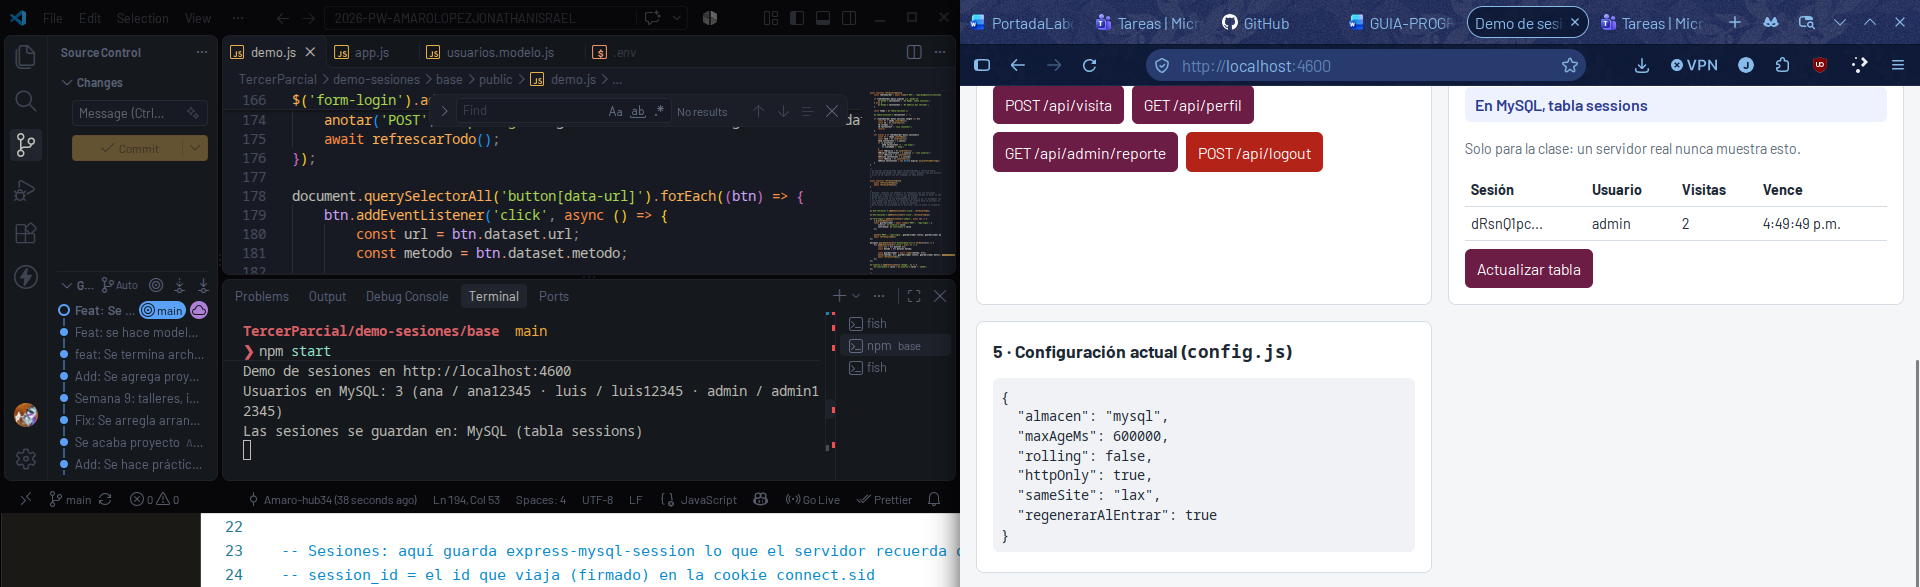 File Edit Selection View ... 2026-PW-AMAROLOPEZJONATHANISRAEL
Source Control ...
Changes
Message (Ctrl...
Commit
G... Auto
Feat: Se ... main
Feat: se hace model...
feat: Se termina arch...
Add: Se agrega proy...
Semana 9: talleres, i...
Fix: Se arregla arran...
Se acaba proyecto
Add: Se hace práctic...
demo.js app.js usuarios.modelo.js .env
TercerParcial > demo-sesiones > base > public > demo.js > ...
Find Aa ab .* No results
166 $('form-login').a
174 anotar('POST'
175 await refrescarTodo();
176 });
177
178 document.querySelectorAll('button[data-url]').forEach((btn) => {
179 btn.addEventListener('click', async () => {
180 const url = btn.dataset.url;
181 const metodo = btn.dataset.metodo;
182
Problems Output Debug Console Terminal Ports
TercerParcial/demo-sesiones/base main
❯ npm start
Demo de sesiones en http://localhost:4600
Usuarios en MySQL: 3 (ana / ana12345 · luis / luis12345 · admin / admin1
2345)
Las sesiones se guardan en: MySQL (tabla sessions)
fish
npm base
fish
main 0 0 Amaro-hub34 (38 seconds ago) Ln 194, Col 53 Spaces: 4 UTF-8 LF JavaScript Go Live Prettier
22
23 -- Sesiones: aquí guarda express-mysql-session lo que el servidor recuerda
24 -- session_id = el id que viaja (firmado) en la cookie connect.sid
PortadaLab Tareas | Micr GitHub GUIA-PROGR Demo de sesi Tareas | Micr
http://localhost:4600 VPN
POST /api/visita GET /api/perfil
GET /api/admin/reporte POST /api/logout
En MySQL, tabla sessions
Solo para la clase: un servidor real nunca muestra esto.
Sesión Usuario Visitas Vence
dRsnQ1pc... admin 2 4:49:49 p.m.
Actualizar tabla
5 · Configuración actual (config.js)
{
"almacen": "mysql",
"maxAgeMs": 600000,
"rolling": false,
"httpOnly": true,
"sameSite": "lax",
"regenerarAlEntrar": true
}